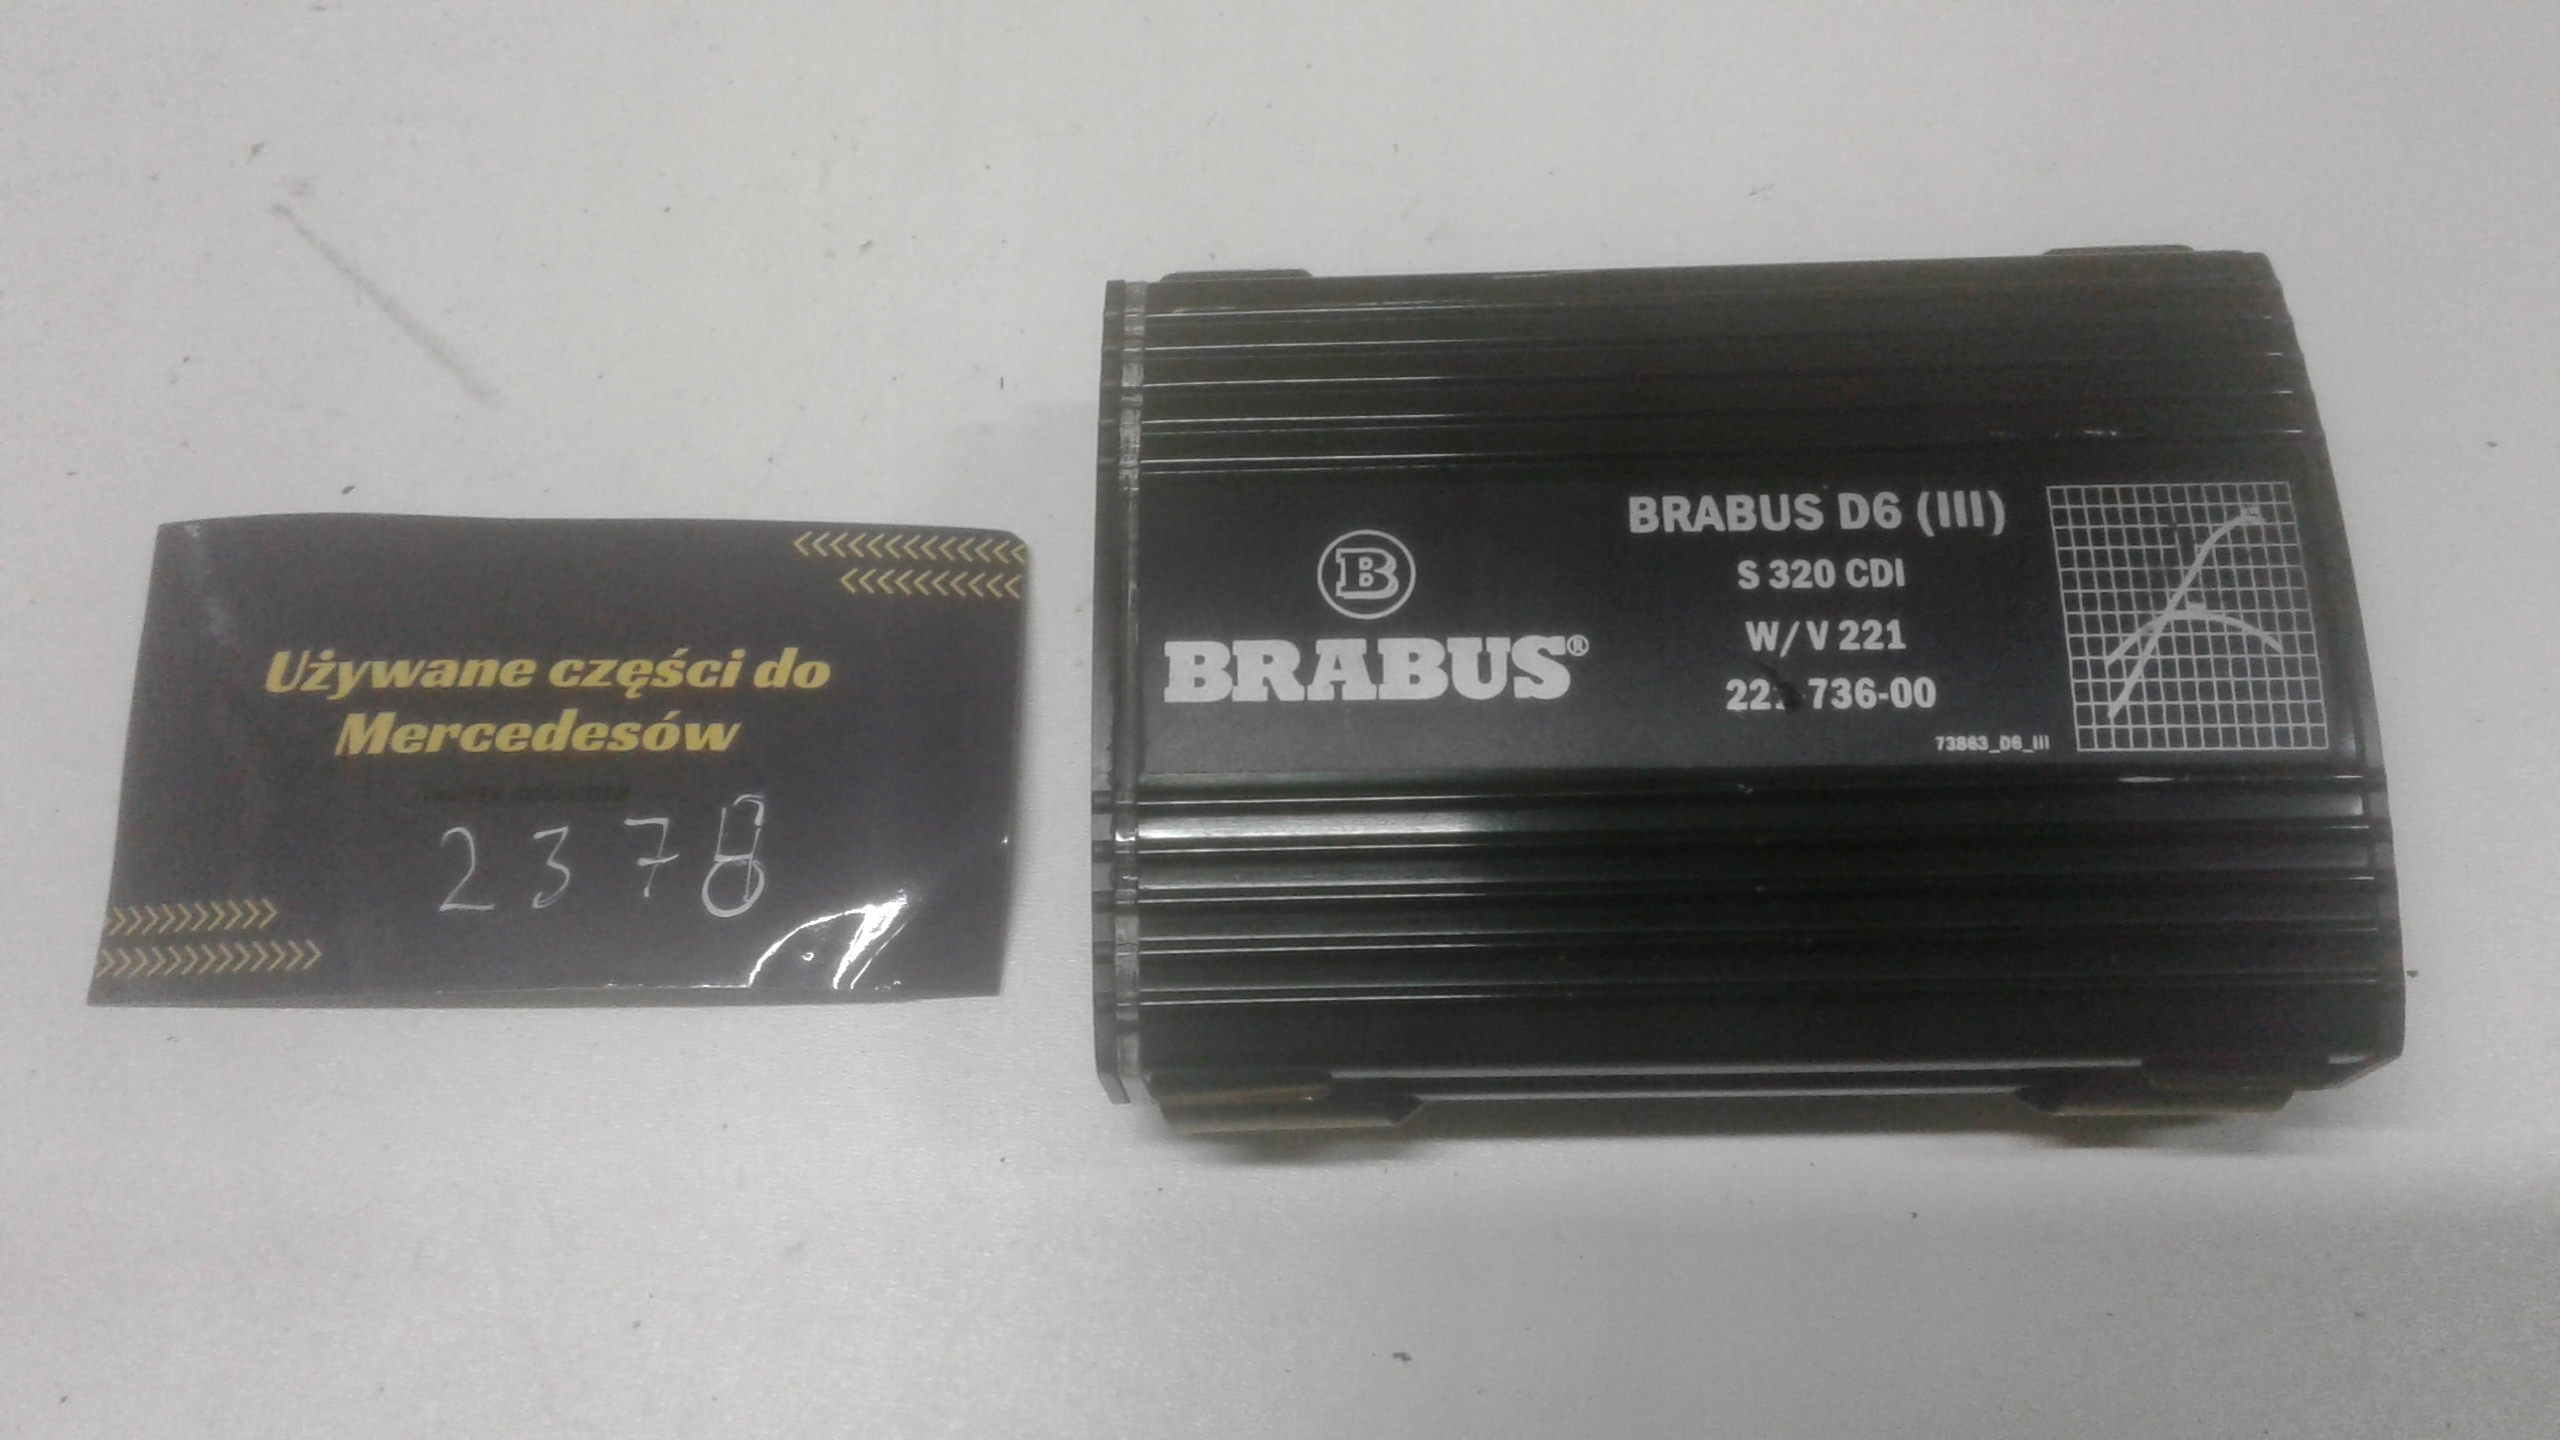 Używane części do
Mercedesów
2378
B
BRABUS®
BRABUS D6 (III)
S 320 CDI
W/V 221
736-00
73863_D6_III